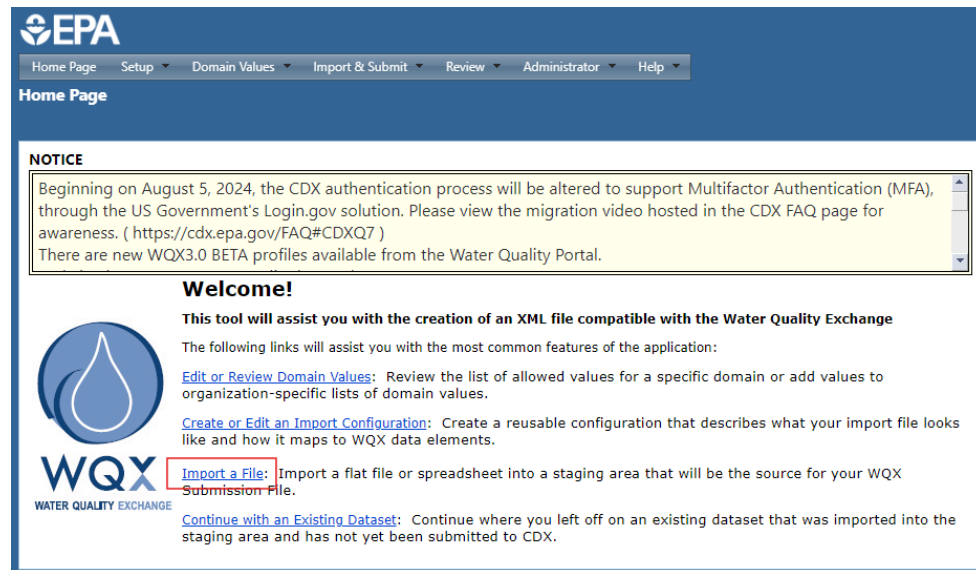 EPA
Home Page Setup Domain Values Import & Submit Review Administrator Help
Home Page
NOTICE
Beginning on August 5, 2024, the CDX authentication process will be altered to support Multifactor Authentication (MFA),
through the US Government's Login.gov solution. Please view the migration video hosted in the CDX FAQ page for
awareness. ( https://cdx.epa.gov/FAQ#CDXQ7 )
There are new WQX3.0 BETA profiles available from the Water Quality Portal.
Welcome!
This tool will assist you with the creation of an XML file compatible with the Water Quality Exchange
The following links will assist you with the most common features of the application:
Edit or Review Domain Values: Review the list of allowed values for a specific domain or add values to
organization-specific lists of domain values.
Create or Edit an Import Configuration: Create a reusable configuration that describes what your import file looks
like and how it maps to WQX data elements.
Import a File: Import a flat file or spreadsheet into a staging area that will be the source for your WQX
Submission File.
Continue with an Existing Dataset: Continue where you left off on an existing dataset that was imported into the
staging area and has not yet been submitted to CDX.
WQX
WATER QUALITY EXCHANGE